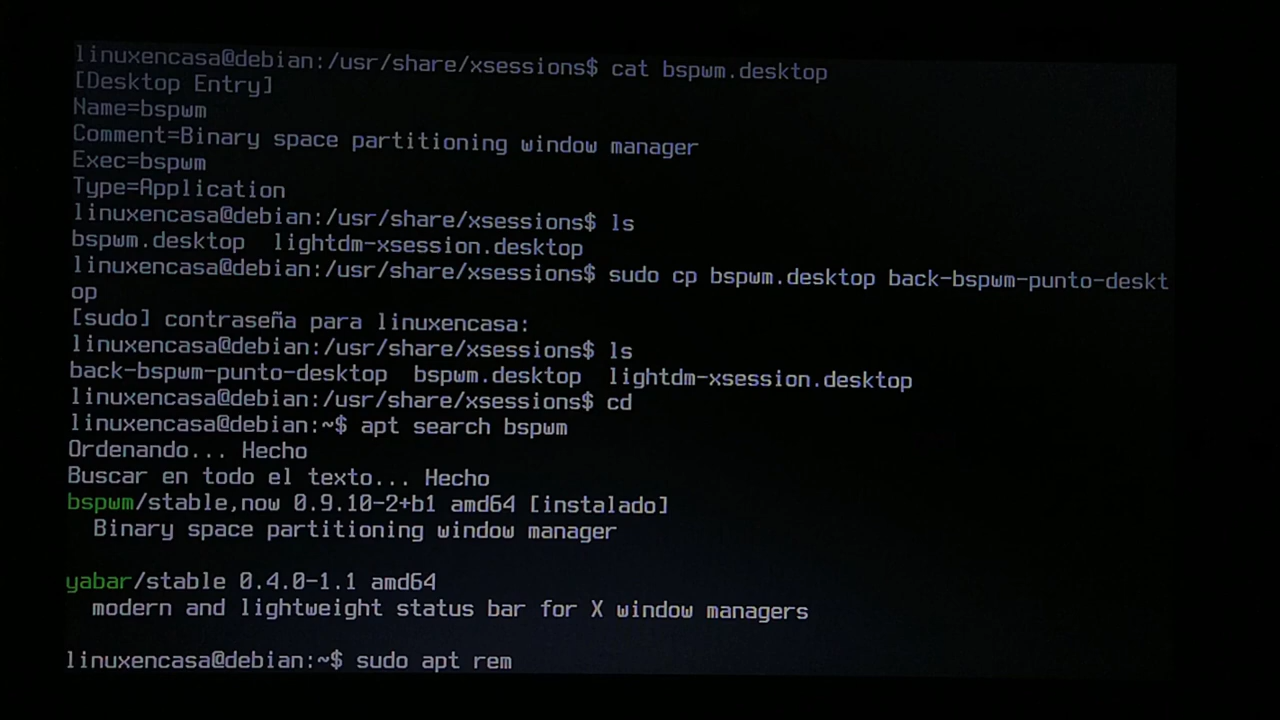 linuxencasa@debian:/usr/share/xsessions$ cat bspwm.desktop
[Desktop Entry]
Name=bspwm
Comment=Binary space partitioning window manager
Exec=bspwm
Type=Application
linuxencasa@debian:/usr/share/xsessions$ ls
bspwm.desktop  lightdm-xsession.desktop
linuxencasa@debian:/usr/share/xsessions$ sudo cp bspwm.desktop back-bspwm-punto-deskt
op
[sudo] contraseña para linuxencasa:
linuxencasa@debian:/usr/share/xsessions$ ls
back-bspwm-punto-desktop  bspwm.desktop  lightdm-xsession.desktop
linuxencasa@debian:/usr/share/xsessions$ cd
linuxencasa@debian:~$ apt search bspwm
Ordenando... Hecho
Buscar en todo el texto... Hecho
bspwm/stable,now 0.9.10-2+b1 amd64 [instalado]
  Binary space partitioning window manager
yabar/stable 0.4.0-1.1 amd64
  modern and lightweight status bar for X window managers
linuxencasa@debian:~$ sudo apt rem